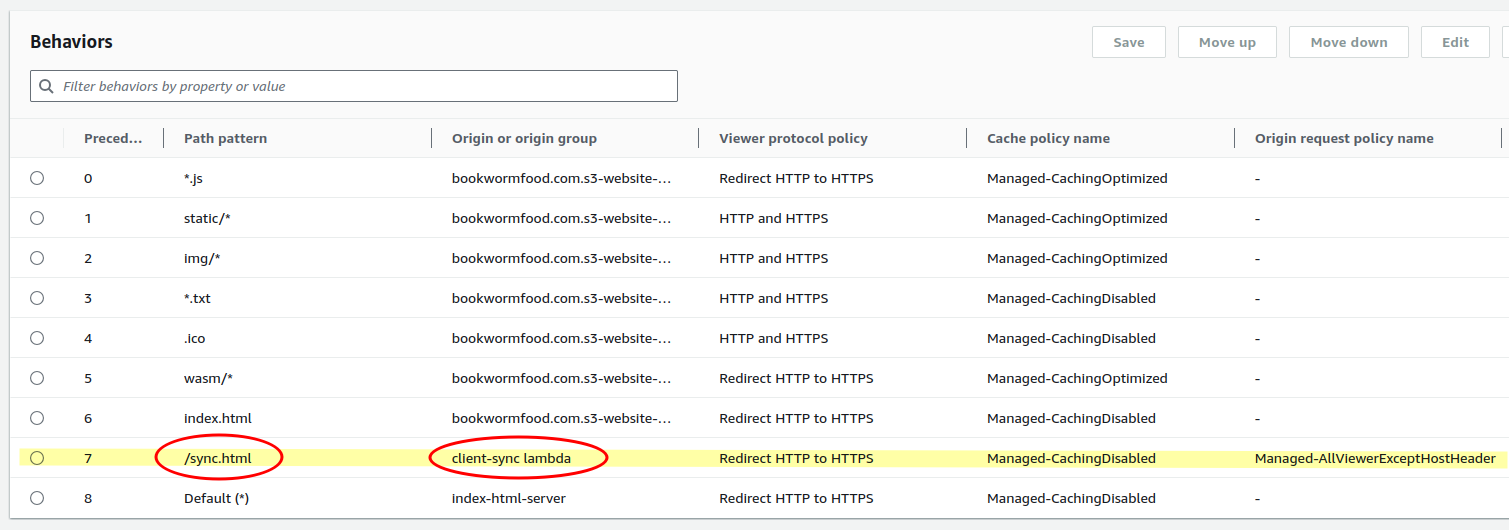 Behaviors
Save Move up Move down Edit
Filter behaviors by property or value
Preced... Path pattern Origin or origin group Viewer protocol policy Cache policy name Origin request policy name
0 *.js bookwormfood.com.s3-website-... Redirect HTTP to HTTPS Managed-CachingOptimized -
1 static/* bookwormfood.com.s3-website-... HTTP and HTTPS Managed-CachingOptimized -
2 img/* bookwormfood.com.s3-website-... HTTP and HTTPS Managed-CachingOptimized -
3 *.txt bookwormfood.com.s3-website-... HTTP and HTTPS Managed-CachingDisabled -
4 .ico bookwormfood.com.s3-website-... HTTP and HTTPS Managed-CachingDisabled -
5 wasm/* bookwormfood.com.s3-website-... Redirect HTTP to HTTPS Managed-CachingOptimized -
6 index.html bookwormfood.com.s3-website-... Redirect HTTP to HTTPS Managed-CachingDisabled -
7 /sync.html client-sync lambda Redirect HTTP to HTTPS Managed-CachingDisabled Managed-AllViewerExceptHostHeader
8 Default (*) index-html-server Redirect HTTP to HTTPS Managed-CachingDisabled -